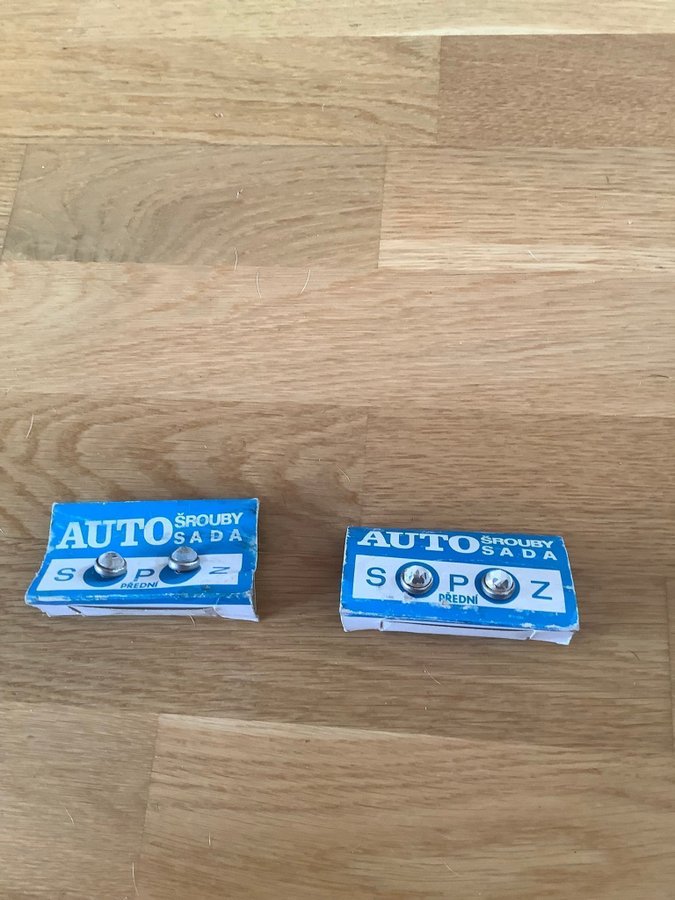 AUTO ŠROUBY
SADA
S P Z
PŘEDNÍ
AUTO ŠROUBY
SADA
S P Z
PŘEDNÍ